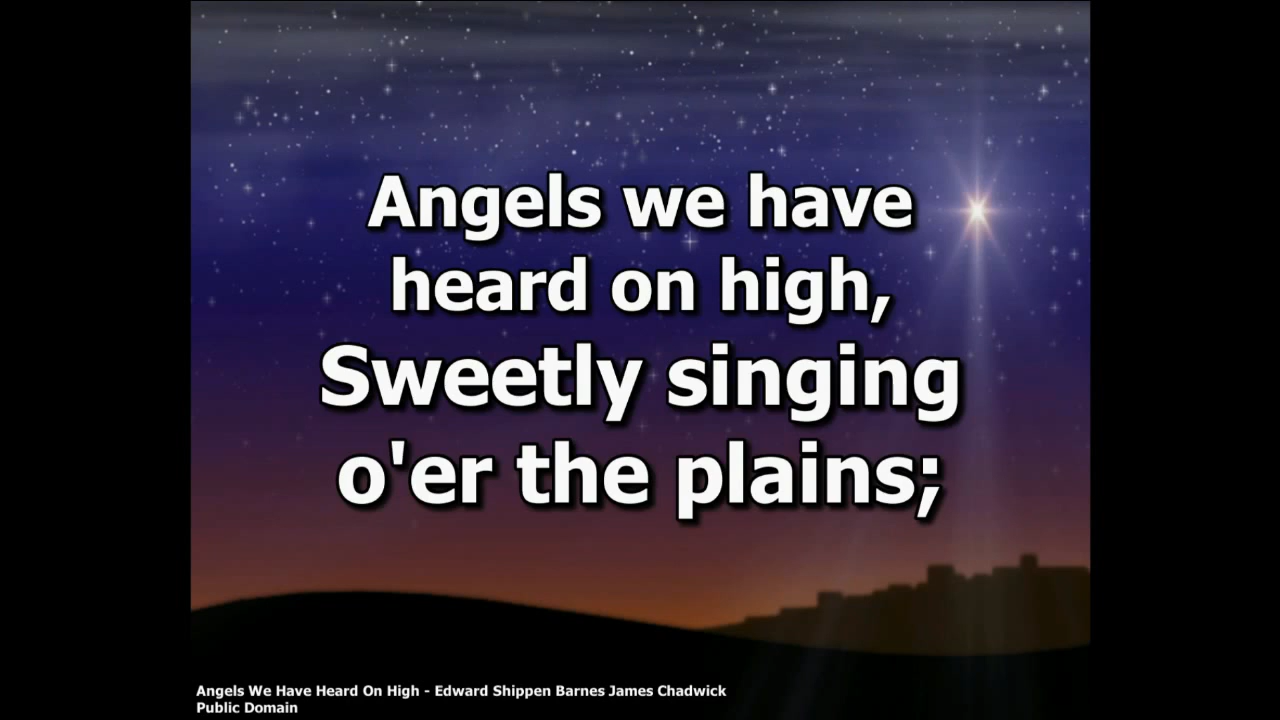 Angels we have
heard on high,
Sweetly singing
o'er the plains;
Angels We Have Heard On High - Edward Shippen Barnes James Chadwick
Public Domain